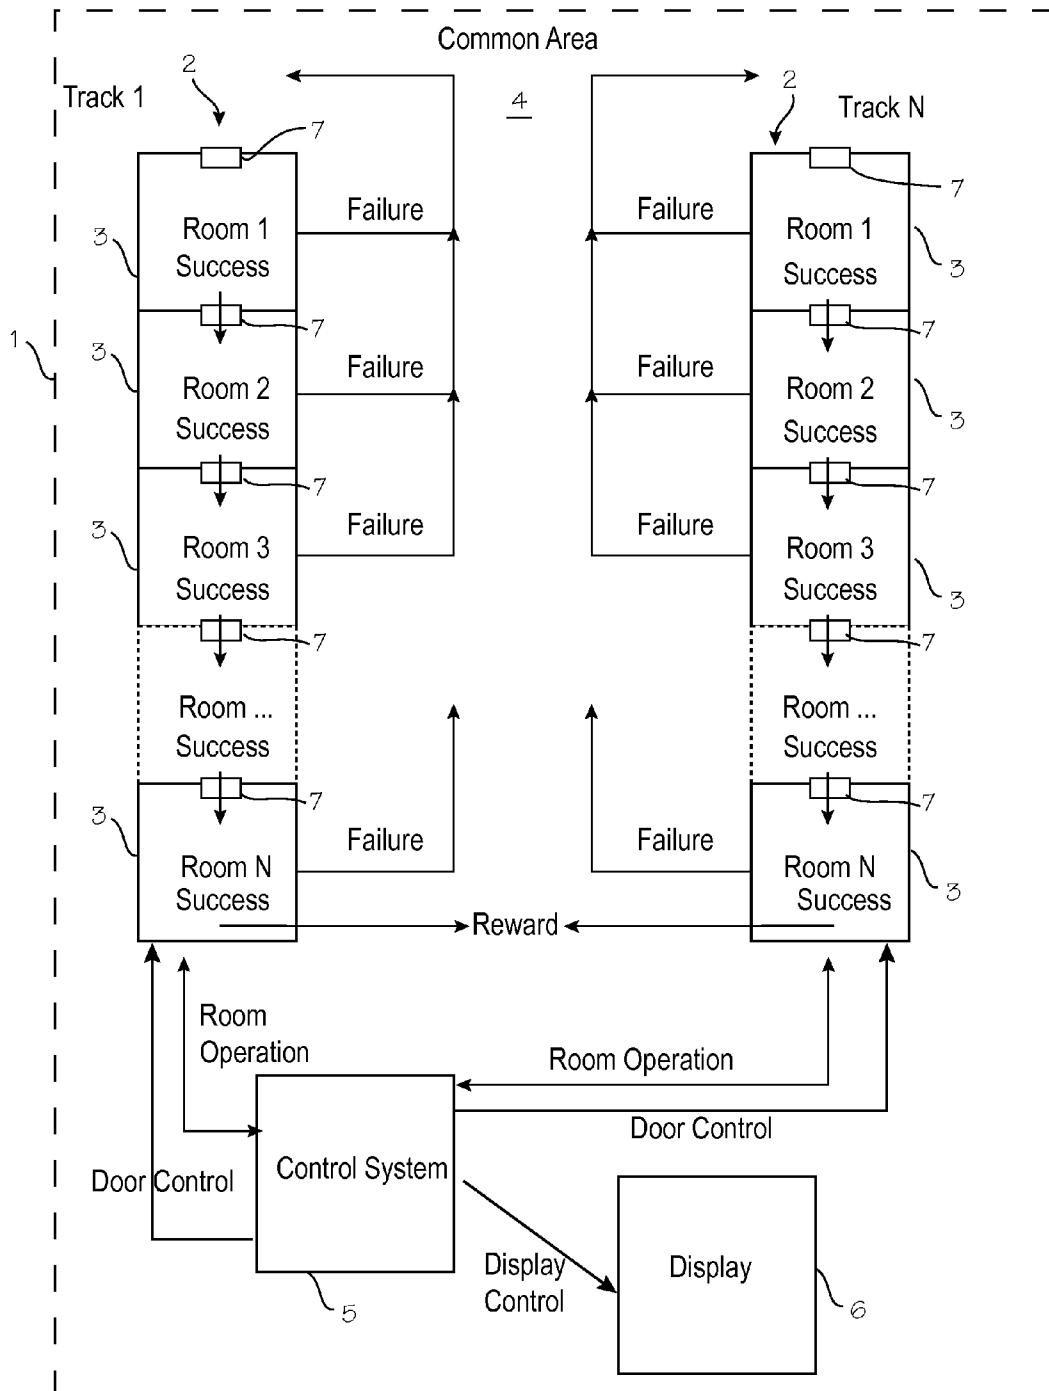 Common Area
Track 1
2
4
2
Track N
7
7
Room 1
Success
Failure
Failure
Room 1
Success
3
3
1
7
7
3
Room 2
Success
Failure
Failure
Room 2
Success
3
7
7
3
Room 3
Success
Failure
Failure
Room 3
Success
3
7
7
Room ...
Success
Room ...
Success
7
7
3
Room N
Success
Failure
Failure
Room N
Success
3
Reward
Room
Operation
Room Operation
Door Control
Door Control
Control System
Display
Control
Display
5
6